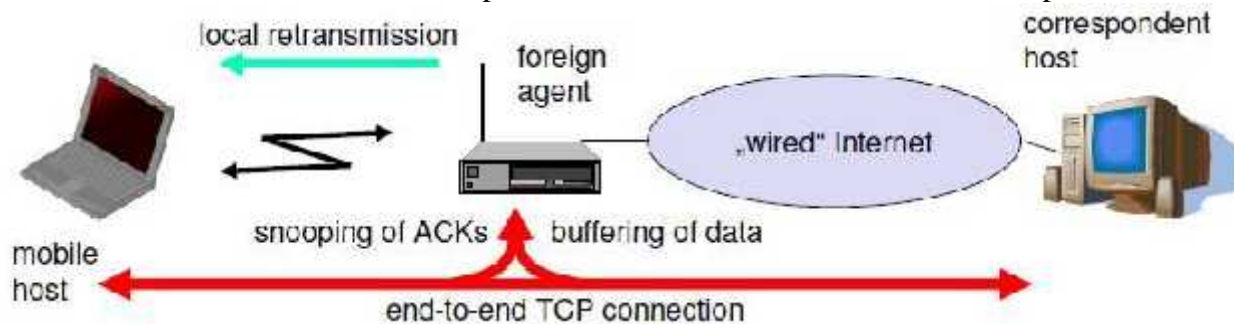 local retransmission
foreign
agent
correspondent
host
„wired“ Internet
snooping of ACKs
buffering of data
mobile
host
end-to-end TCP connection